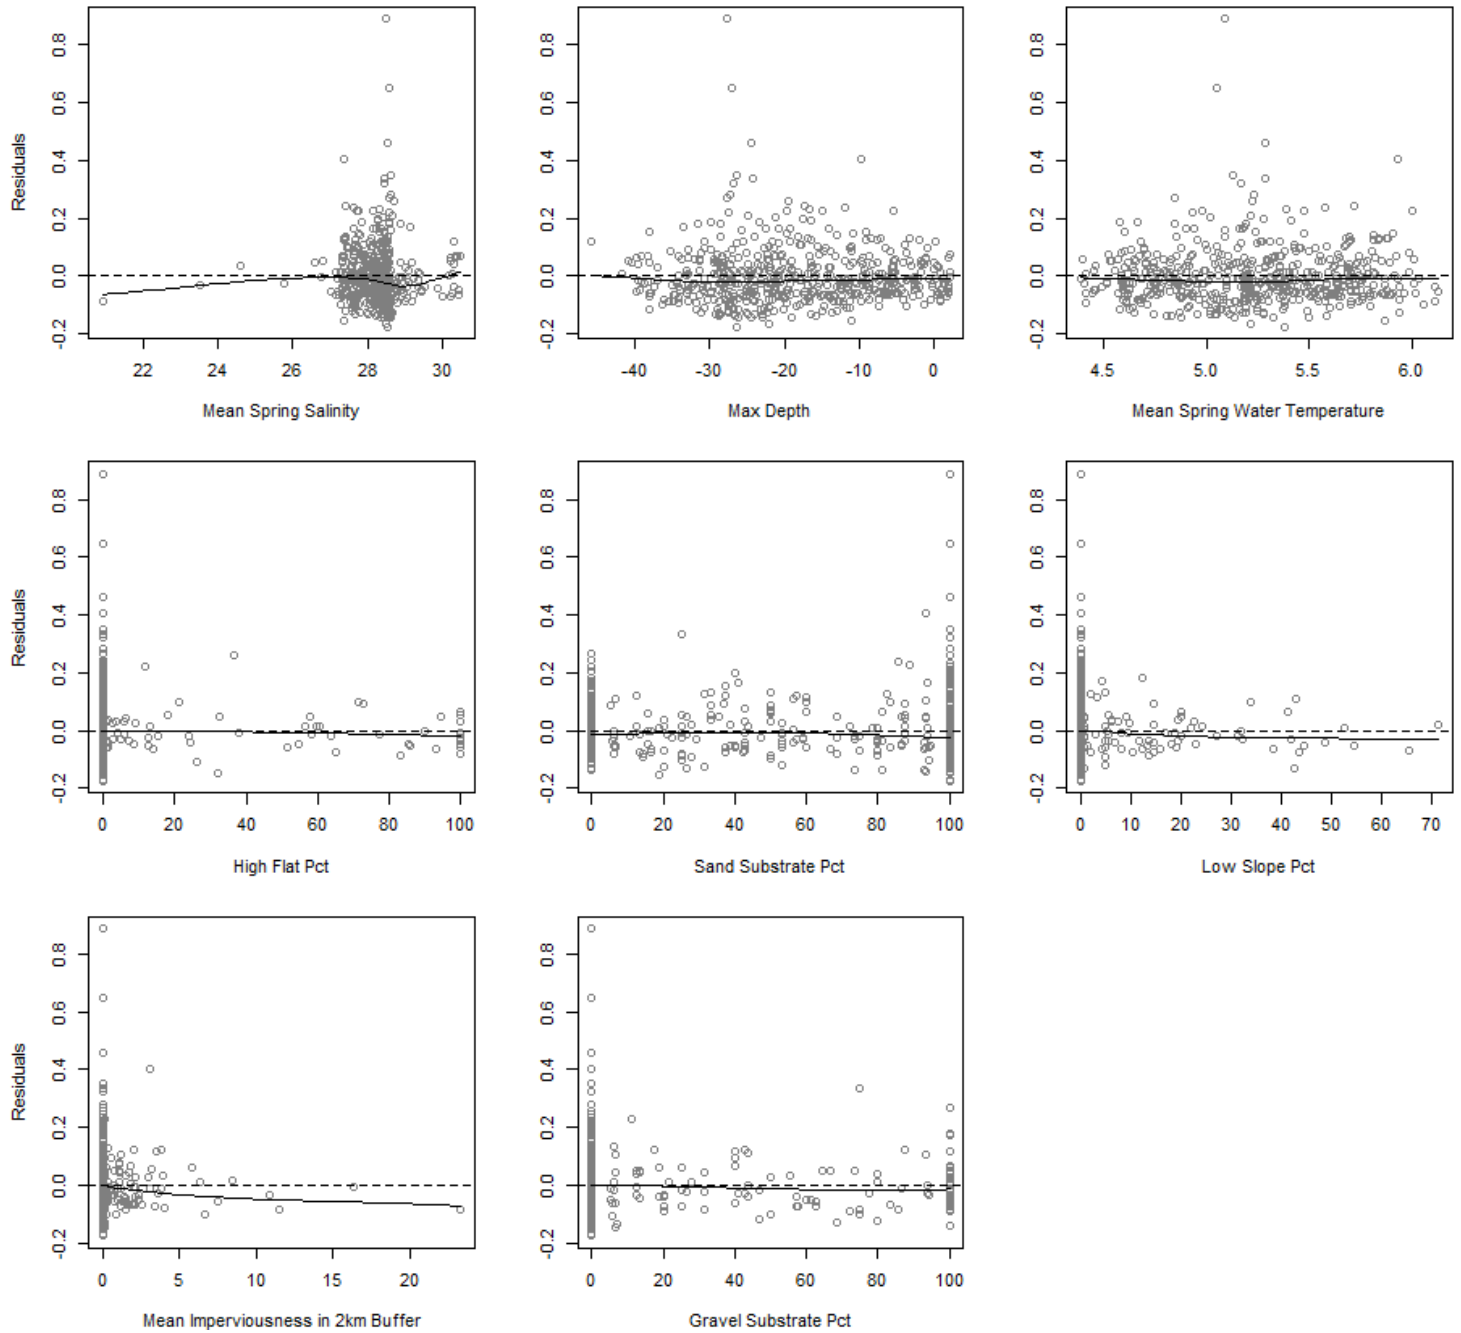 0.8
0.6
0.4
0.2
0.0
-0.2
Residuals
22 24 26 28 30
Mean Spring Salinity
0.8
0.6
0.4
0.2
0.0
-0.2
-40 -30 -20 -10 0
Max Depth
0.8
0.6
0.4
0.2
0.0
-0.2
4.5 5.0 5.5 6.0
Mean Spring Water Temperature
0.8
0.6
0.4
0.2
0.0
-0.2
Residuals
0 20 40 60 80 100
High Flat Pct
0.8
0.6
0.4
0.2
0.0
-0.2
0 20 40 60 80 100
Sand Substrate Pct
0.8
0.6
0.4
0.2
0.0
-0.2
0 10 20 30 40 50 60 70
Low Slope Pct
0.8
0.6
0.4
0.2
0.0
-0.2
Residuals
0 5 10 15 20
Mean Imperviousness in 2km Buffer
0.8
0.6
0.4
0.2
0.0
-0.2
0 20 40 60 80 100
Gravel Substrate Pct